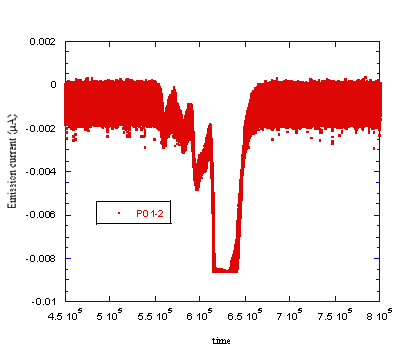 0.002
0
-0.002
-0.004
-0.006
-0.008
-0.01
Emission current (µA)
P01-2
4.5 10⁵ 5 10⁵ 5.5 10⁵ 6 10⁵ 6.5 10⁵ 7 10⁵ 7.5 10⁵ 8 10⁵
time